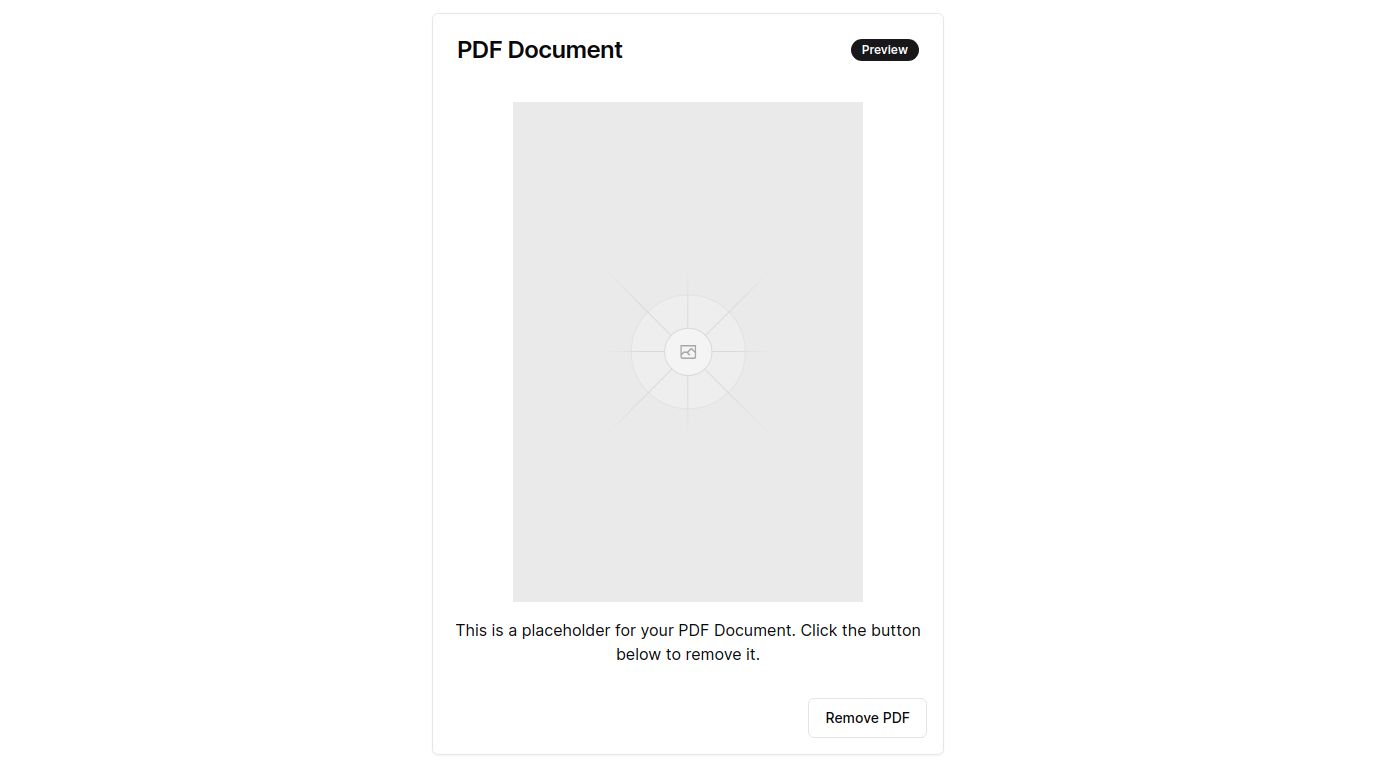 PDF Document
Preview
This is a placeholder for your PDF Document. Click the button
below to remove it.
Remove PDF